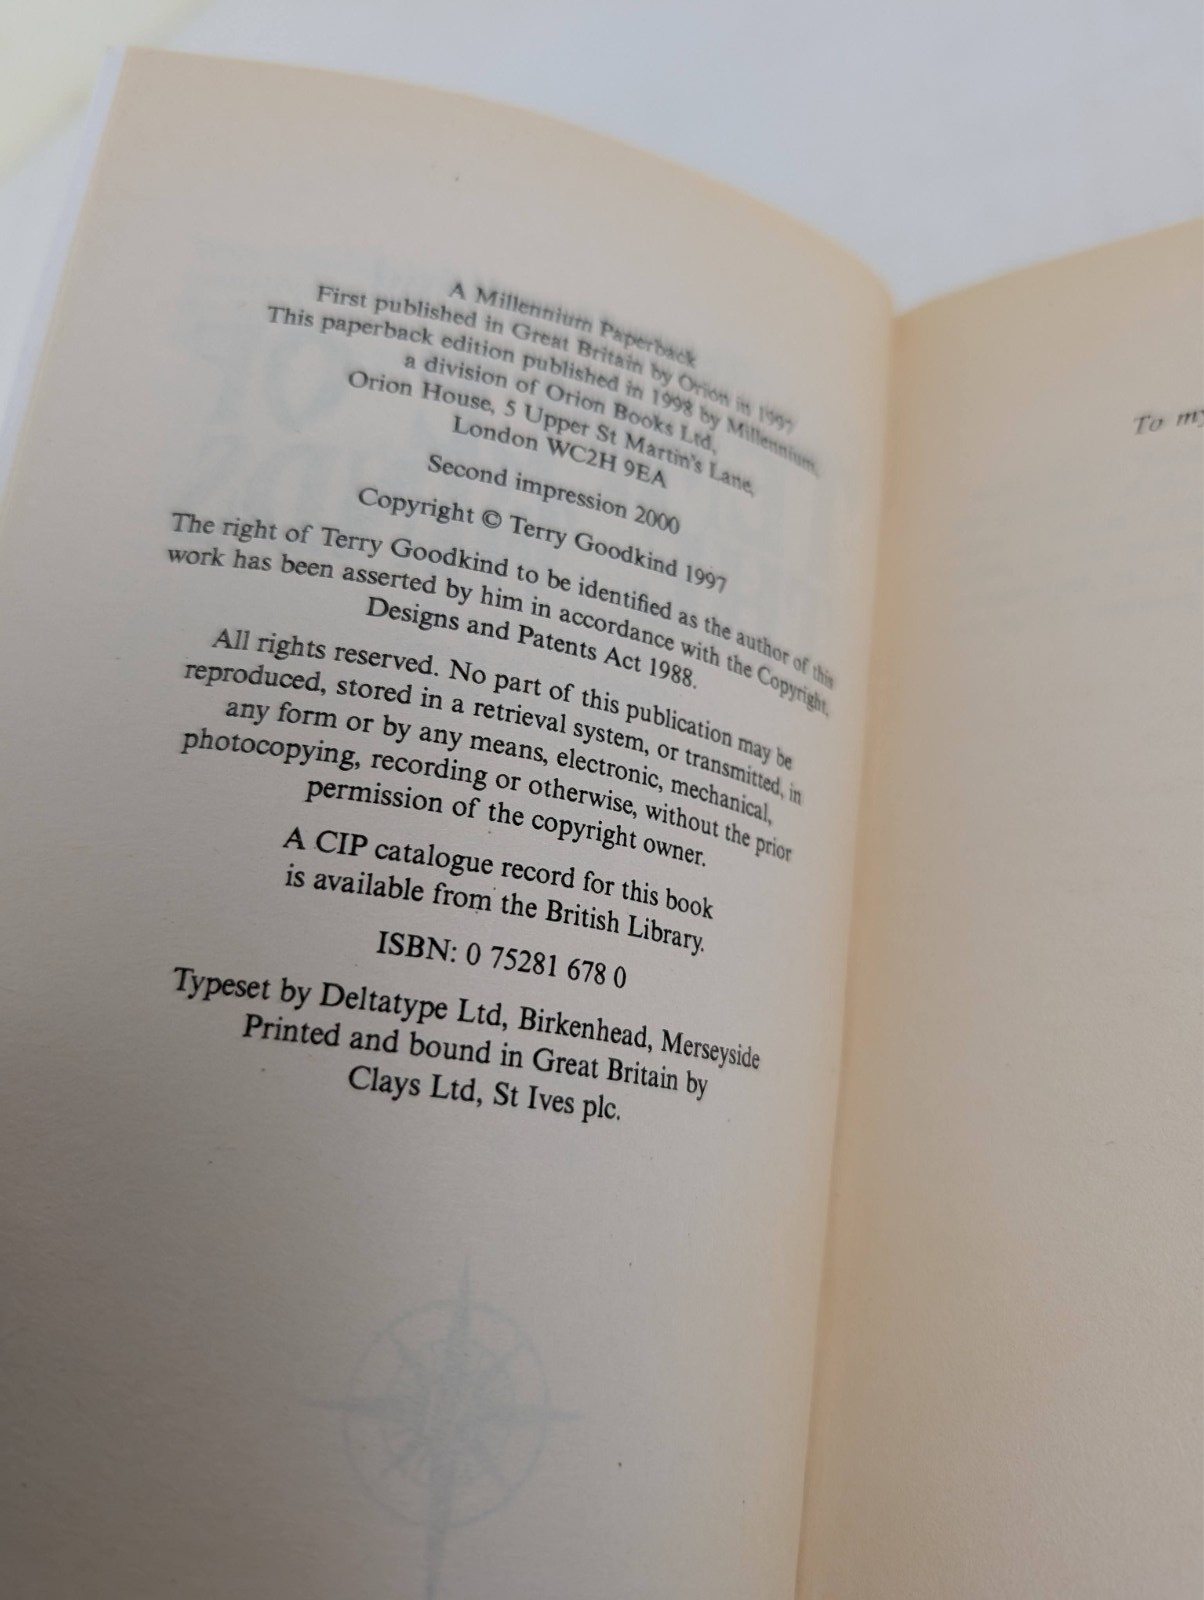 A Millennium Paperback
First published in Great Britain by Orion in 1997
This paperback edition published in 1998 by Millennium,
a division of Orion Books Ltd,
Orion House, 5 Upper St Martin's Lane,
London WC2H 9EA
Second impression 2000
Copyright © Terry Goodkind 1997
The right of Terry Goodkind to be identified as the author of this
work has been asserted by him in accordance with the Copyright,
Designs and Patents Act 1988.
All rights reserved. No part of this publication may be
reproduced, stored in a retrieval system, or transmitted, in
any form or by any means, electronic, mechanical,
photocopying, recording or otherwise, without the prior
permission of the copyright owner.
A CIP catalogue record for this book
is available from the British Library.
ISBN: 0 75281 678 0
Typeset by Deltatype Ltd, Birkenhead, Merseyside
Printed and bound in Great Britain by
Clays Ltd, St Ives plc.
To my